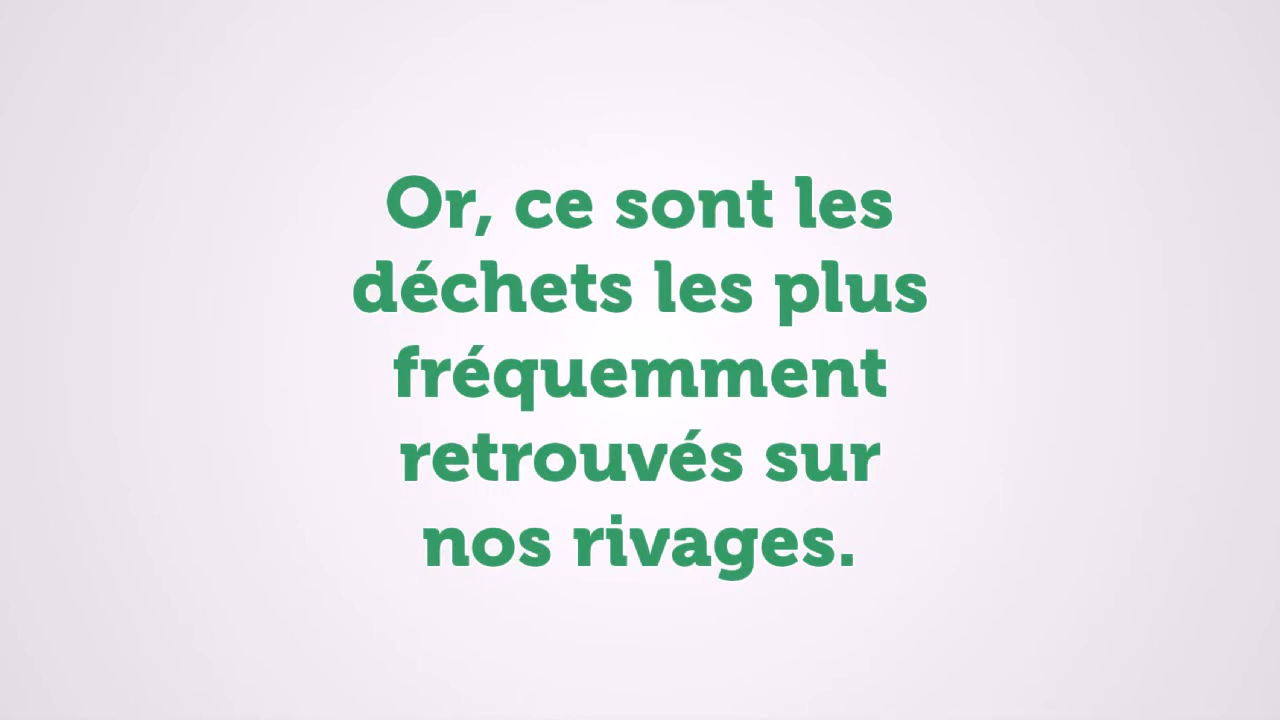 Or, ce sont les
déchets les plus
fréquemment
retrouvés sur
nos rivages.